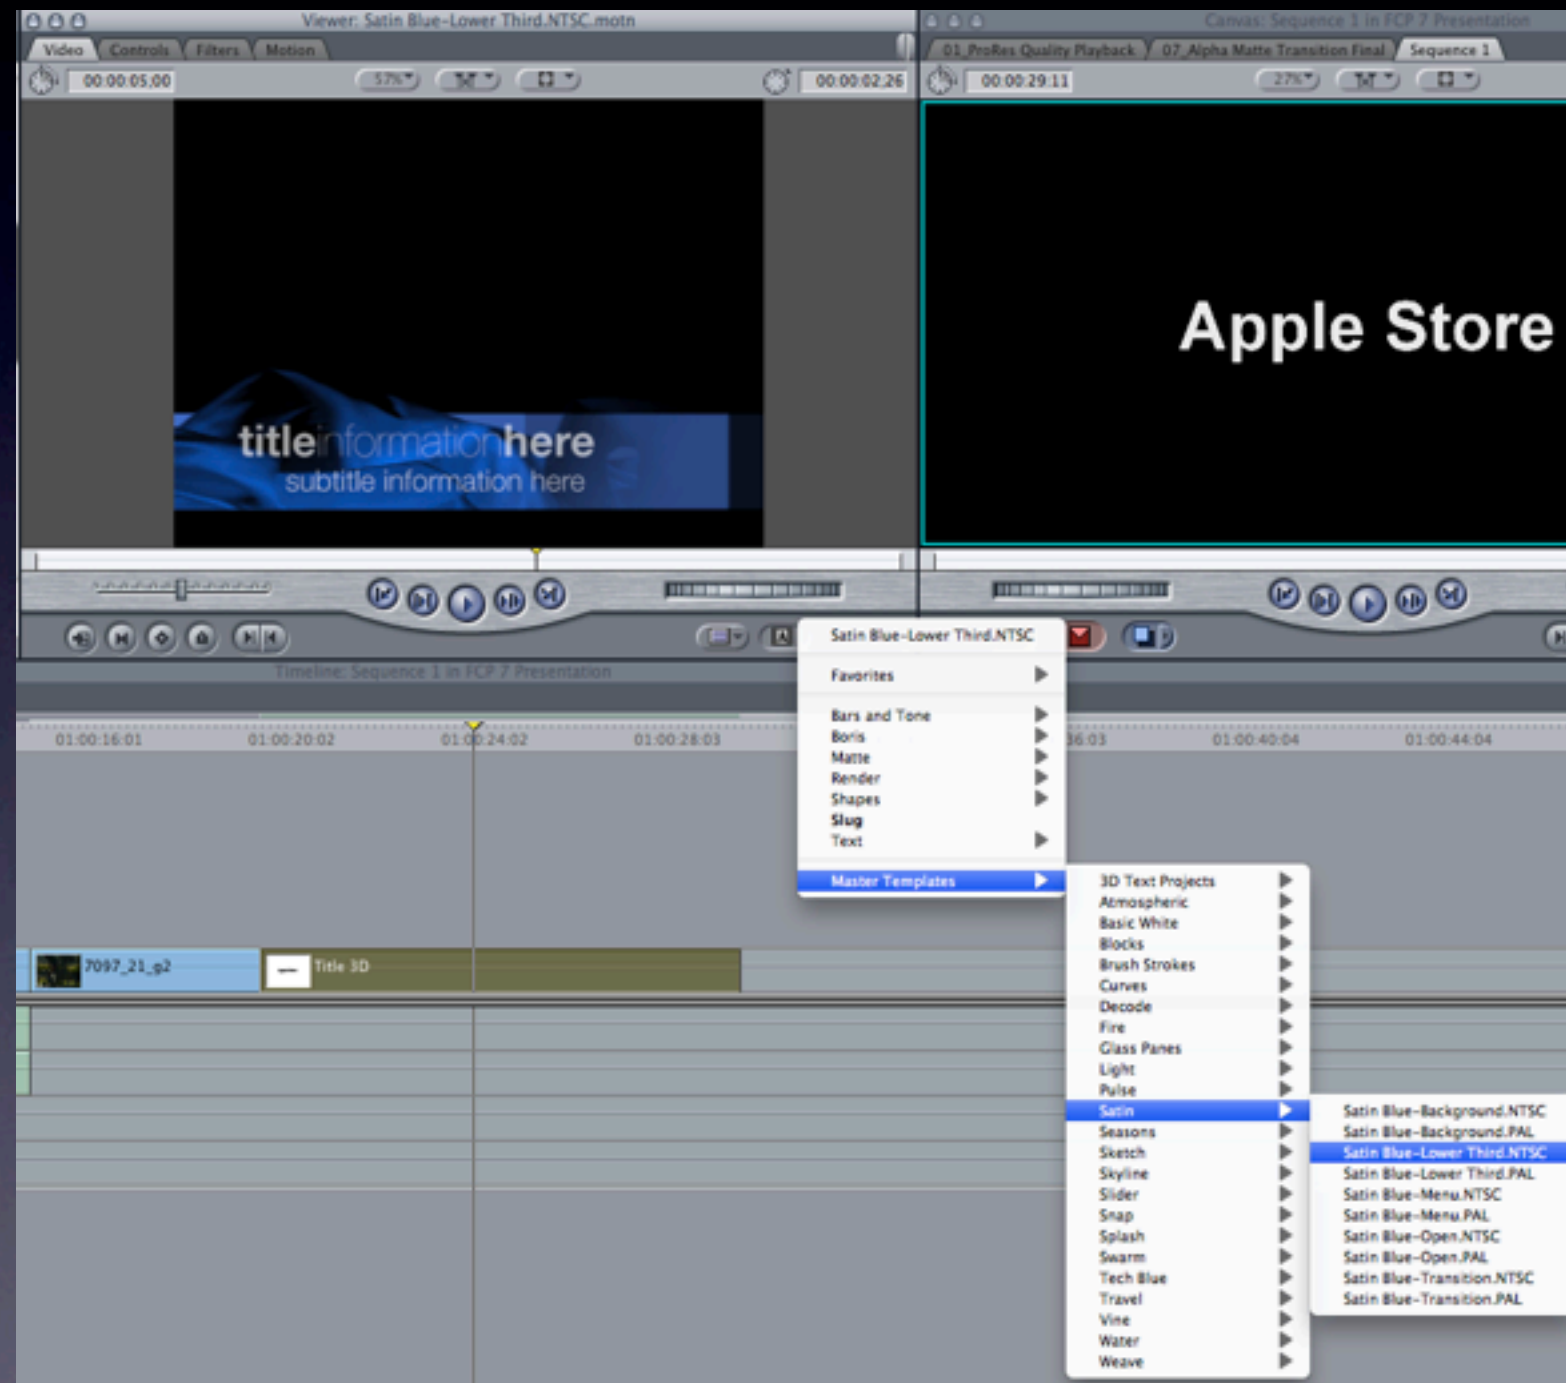 Viewer: Satin Blue-Lower Third.NTSC.motn
Video Controls Filters Motion
00:00:05;00 57% 00:00:02;26
titleinformationhere
subtitle information here
Canvas: Sequence 1 in FCP 7 Presentation
01_ProRes Quality Playback 07_Alpha Matte Transition Final Sequence 1
00:00:29:11 27%
Apple Store
Timeline: Sequence 1 in FCP 7 Presentation
01:00:16:01 01:00:20:02 01:00:24:02 01:00:28:03 36:03 01:00:40:04 01:00:44:04
7097_21_g2 Title 3D
Satin Blue-Lower Third.NTSC
Favorites
Bars and Tone
Boris
Matte
Render
Shapes
Slug
Text
Master Templates
3D Text Projects
Atmospheric
Basic White
Blocks
Brush Strokes
Curves
Decode
Fire
Glass Panes
Light
Pulse
Satin
Seasons
Sketch
Skyline
Slider
Snap
Splash
Swarm
Tech Blue
Travel
Vine
Water
Weave
Satin Blue-Background.NTSC
Satin Blue-Background.PAL
Satin Blue-Lower Third.NTSC
Satin Blue-Lower Third.PAL
Satin Blue-Menu.NTSC
Satin Blue-Menu.PAL
Satin Blue-Open.NTSC
Satin Blue-Open.PAL
Satin Blue-Transition.NTSC
Satin Blue-Transition.PAL